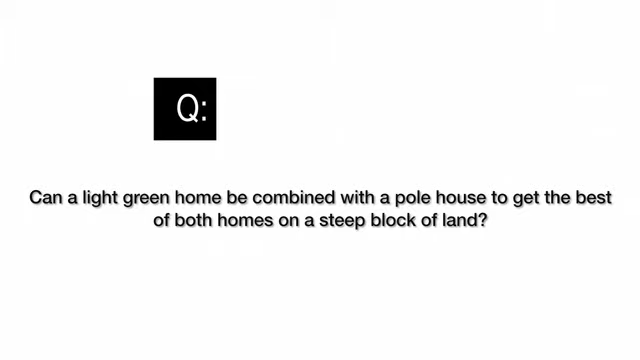 Q:
Can a light green home be combined with a pole house to get the best
of both homes on a steep block of land?